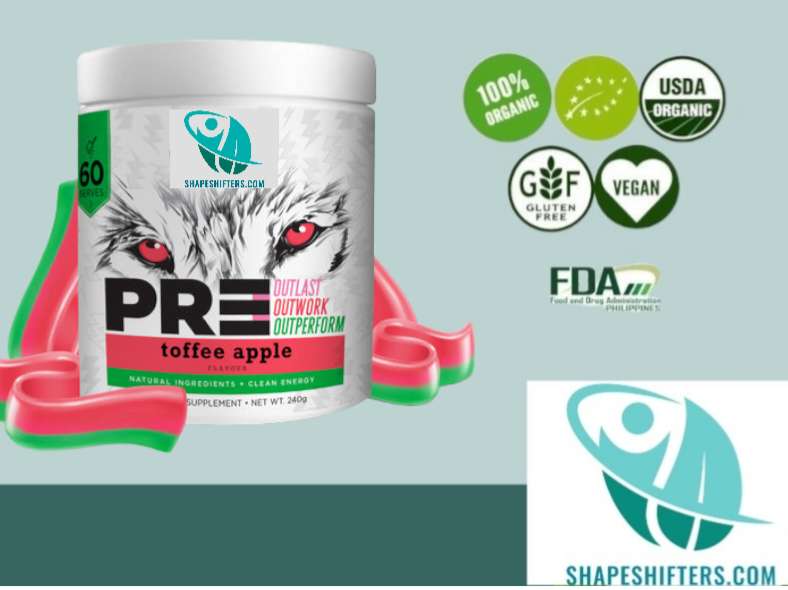 60
SERVES
SHAPESHIFTERS.COM
PRE
OUTLAST
OUTWORK
OUTPERFORM
toffee apple
FLAVOUR
NATURAL INGREDIENTS • CLEAN ENERGY
SUPPLEMENT • NET WT. 240g
100%
ORGANIC
USDA
ORGANIC
GF
GLUTEN
FREE
VEGAN
FDA
Food and Drug Administration
PHILIPPINES
SHAPESHIFTERS.COM